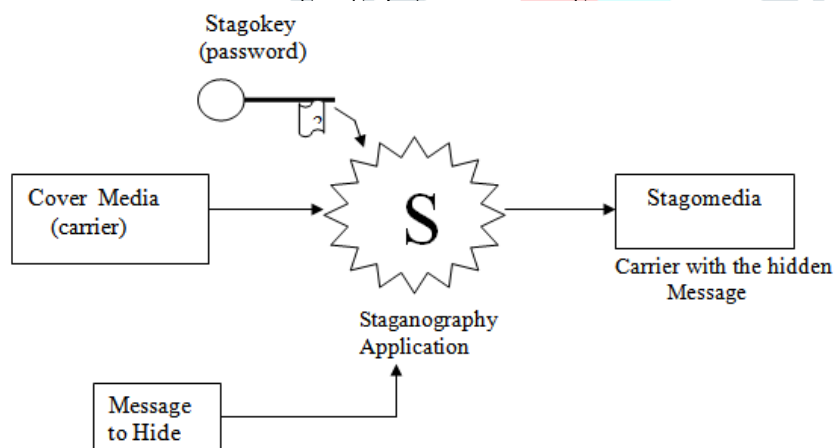 Stagokey
(password)
Cover Media
(carrier)
S
Stagomedia
Carrier with the hidden
Message
Staganography
Application
Message
to Hide